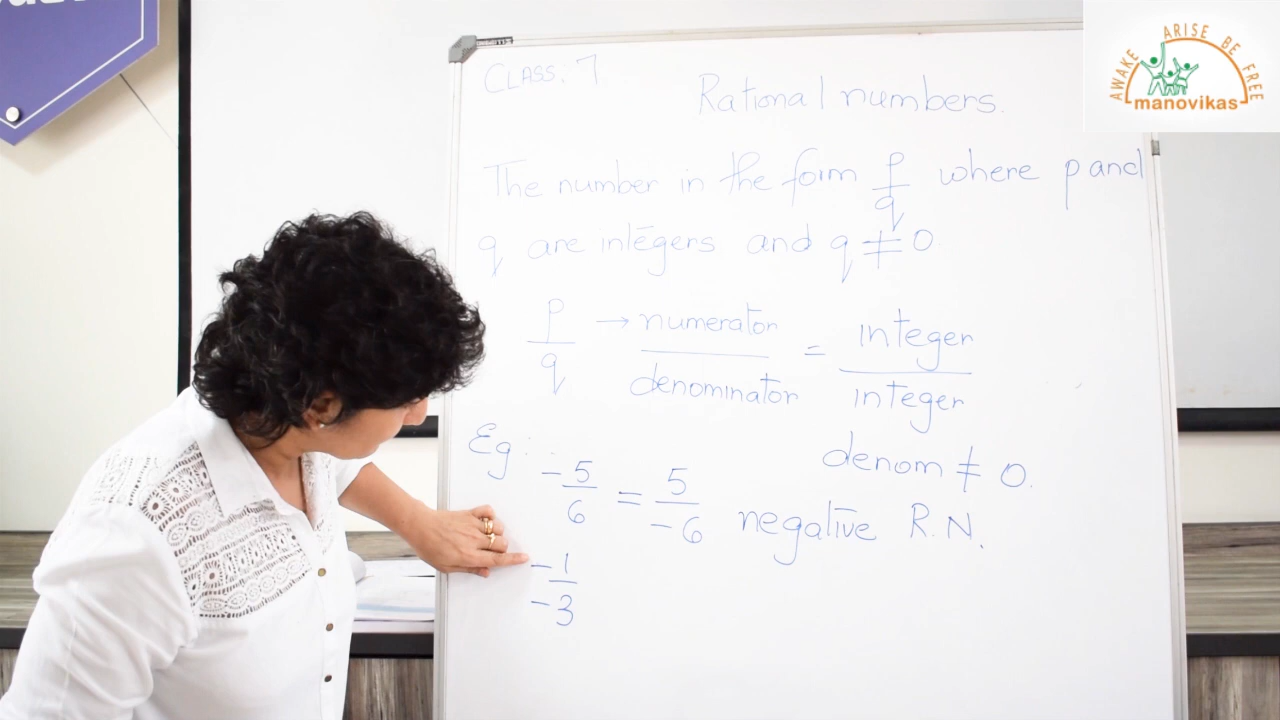 AWAKE ARISE BE FREE
manovikas
CLASS. 7
Rational numbers.
The number in the form p/q where p and
q are integers and q ≠ 0
p/q → numerator/denominator = integer/integer
denom ≠ 0.
Eg:
-5/6 = 5/-6 negative R.N.
-1/-3